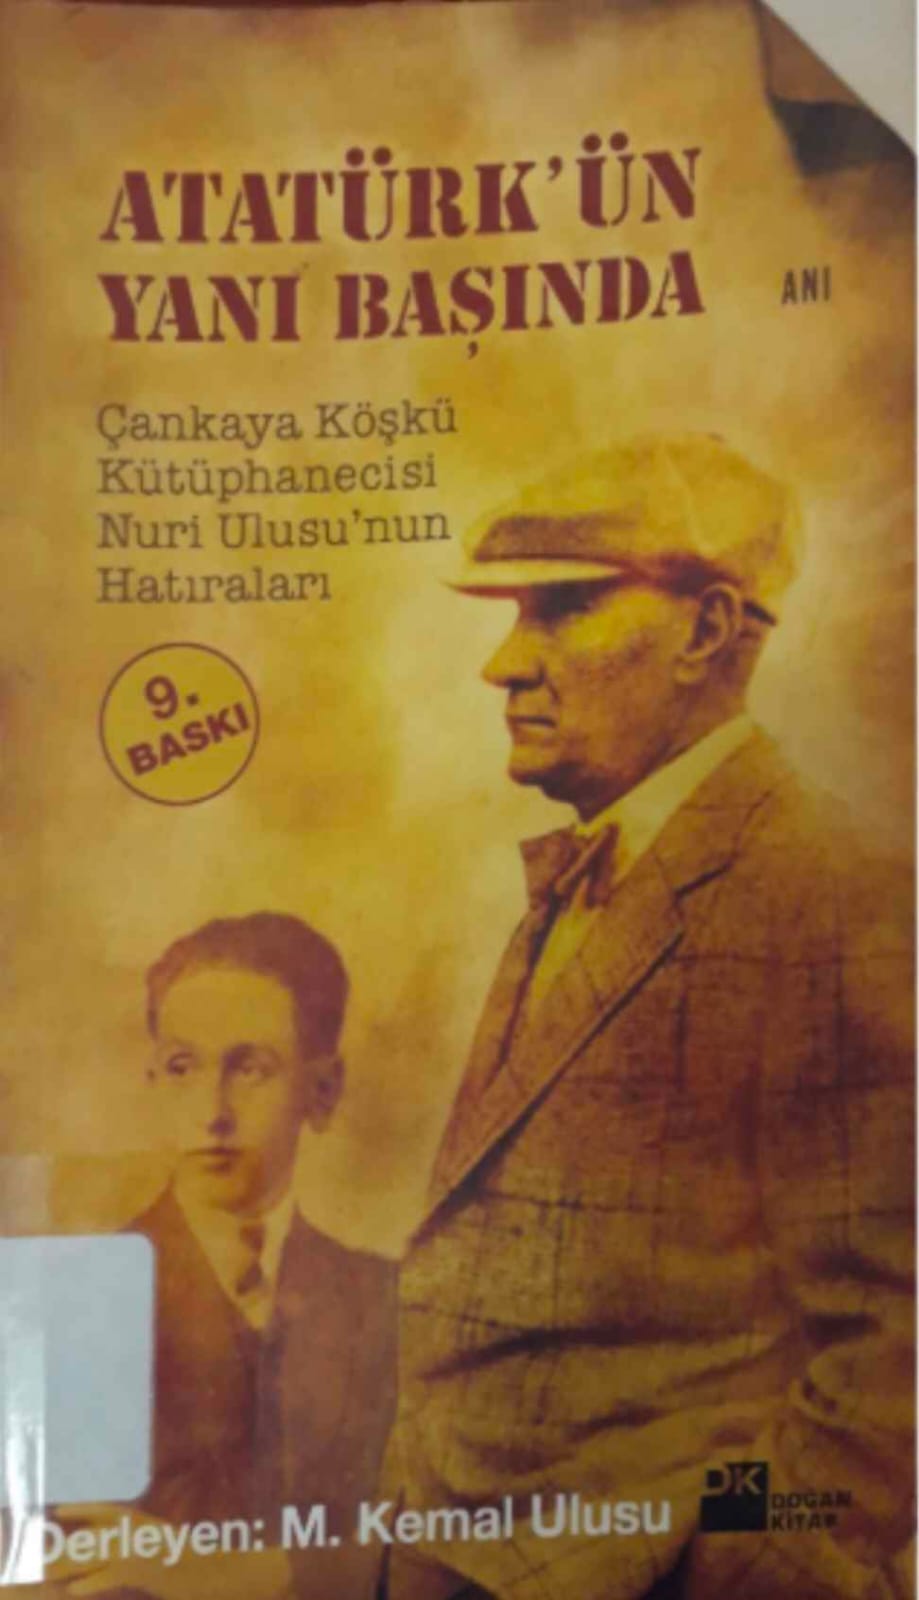 ATATÜRK'ÜN
YANI BAŞINDA
ANI
Çankaya Köşkü
Kütüphanecisi
Nuri Ulusu'nun
Hatıraları
9.
BASKI
Derleyen: M. Kemal Ulusu
DK
DOĞAN
KİTAP